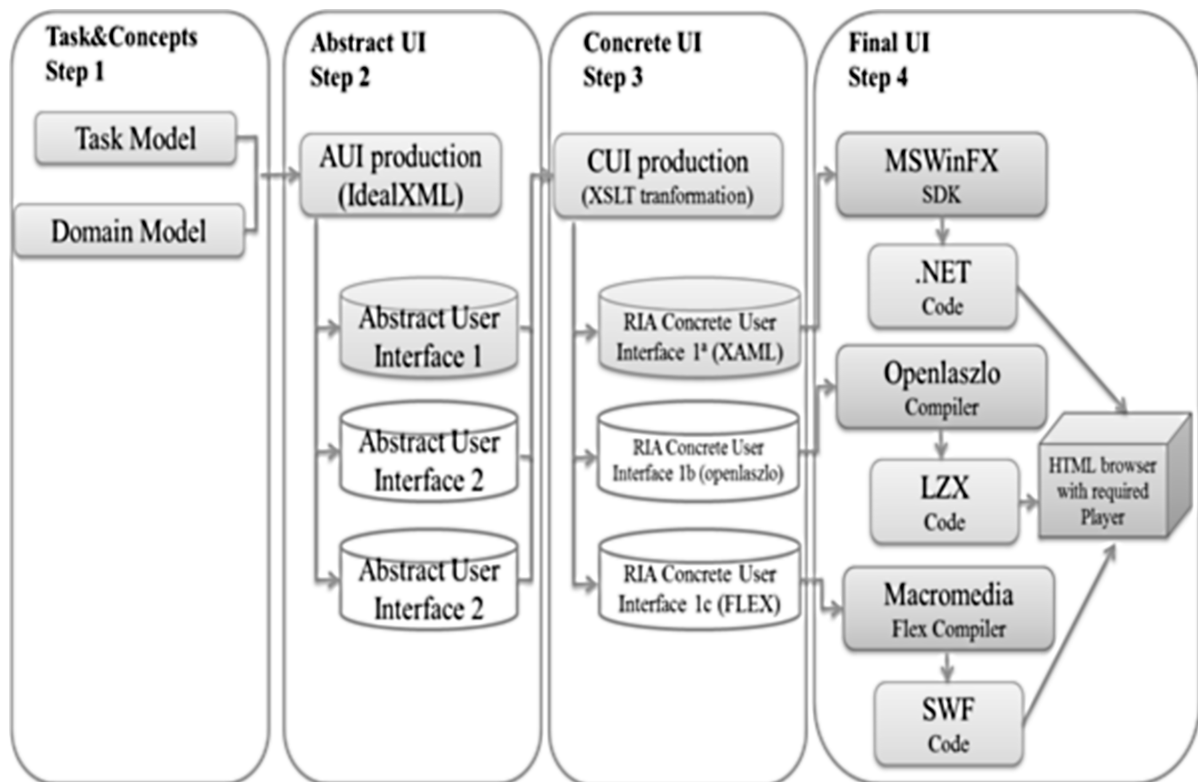 Task&Concepts
Step 1
Task Model
Domain Model
Abstract UI
Step 2
AUI production
(IdealXML)
Abstract User
Interface 1
Abstract User
Interface 2
Abstract User
Interface 2
Concrete UI
Step 3
CUI production
(XSLT tranformation)
RIA Concrete User
Interface 1ª (XAML)
RIA Concrete User
Interface 1b (openlaszlo)
RIA Concrete User
Interface 1c (FLEX)
Final UI
Step 4
MSWinFX
SDK
.NET
Code
Openlaszlo
Compiler
LZX
Code
Macromedia
Flex Compiler
SWF
Code
HTML browser
with required
Player